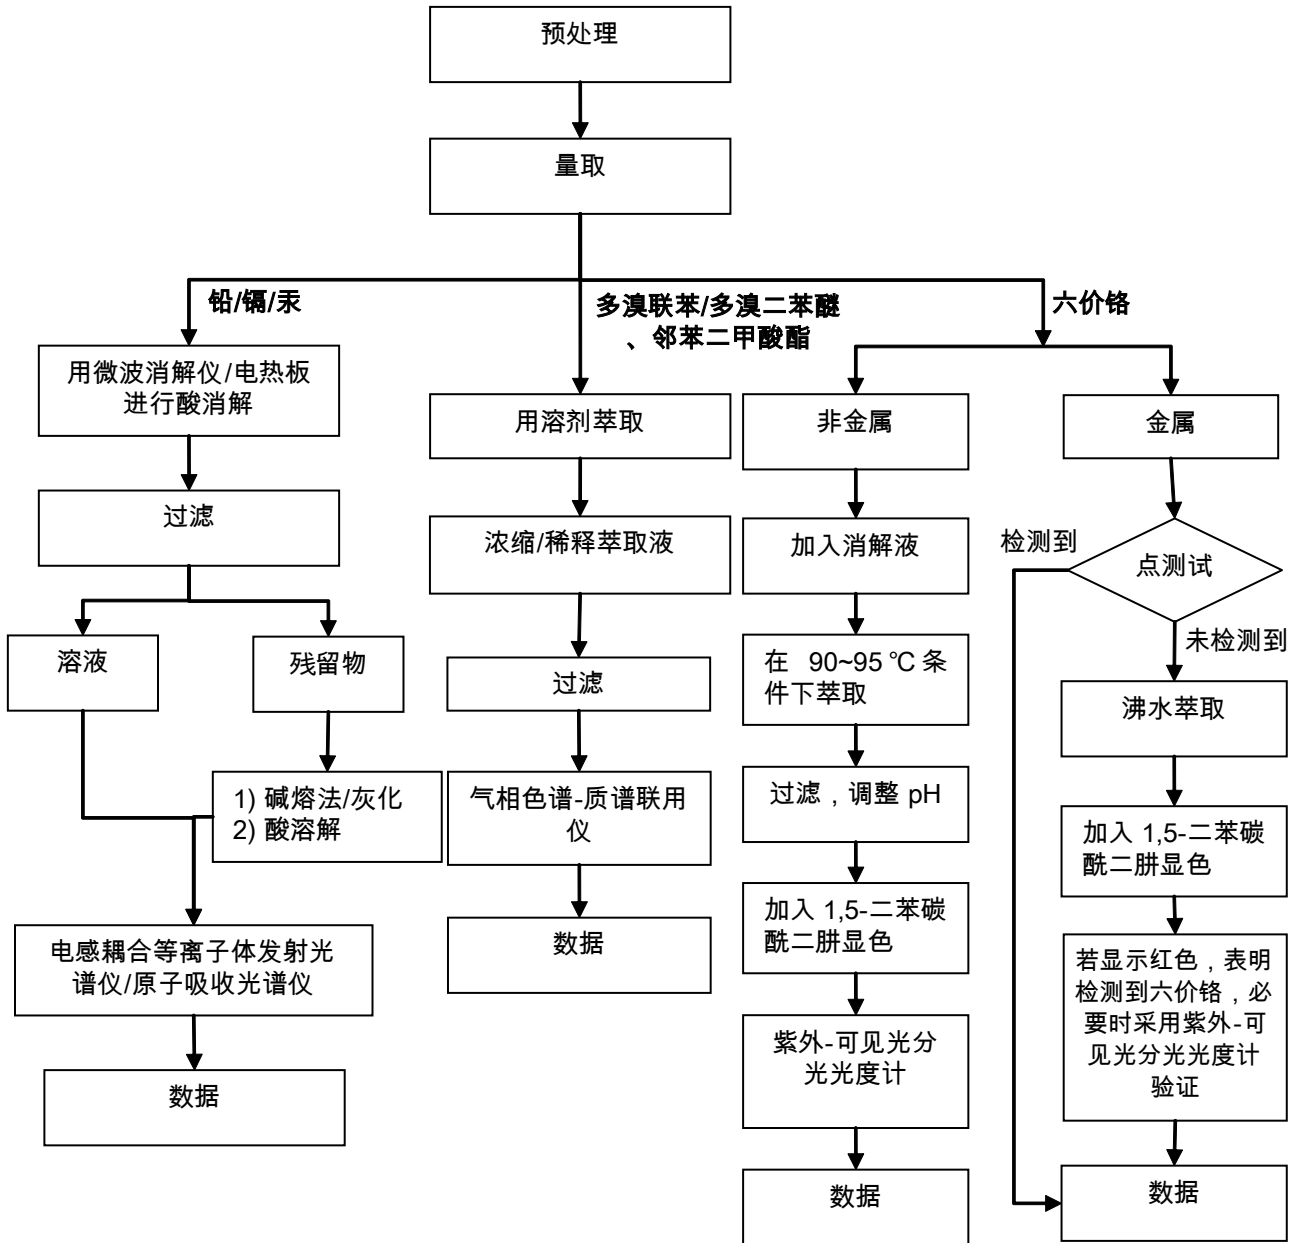 预处理
量取
铅/镉/汞
多溴联苯/多溴二苯醚
、邻苯二甲酸酯
六价铬
用微波消解仪/电热板
进行酸消解
过滤
溶液
残留物
1) 碱熔法/灰化
2) 酸溶解
电感耦合等离子体发射光
谱仪/原子吸收光谱仪
数据
用溶剂萃取
浓缩/稀释萃取液
过滤
气相色谱-质谱联用
仪
数据
非金属
加入消解液
在 90~95 ℃ 条
件下萃取
过滤，调整 pH
加入 1,5-二苯碳
酰二肼显色
紫外-可见光分
光光度计
数据
金属
点测试
检测到
未检测到
沸水萃取
加入 1,5-二苯碳
酰二肼显色
若显示红色，表明
检测到六价铬，必
要时采用紫外-可
见光分光光度计
验证
数据